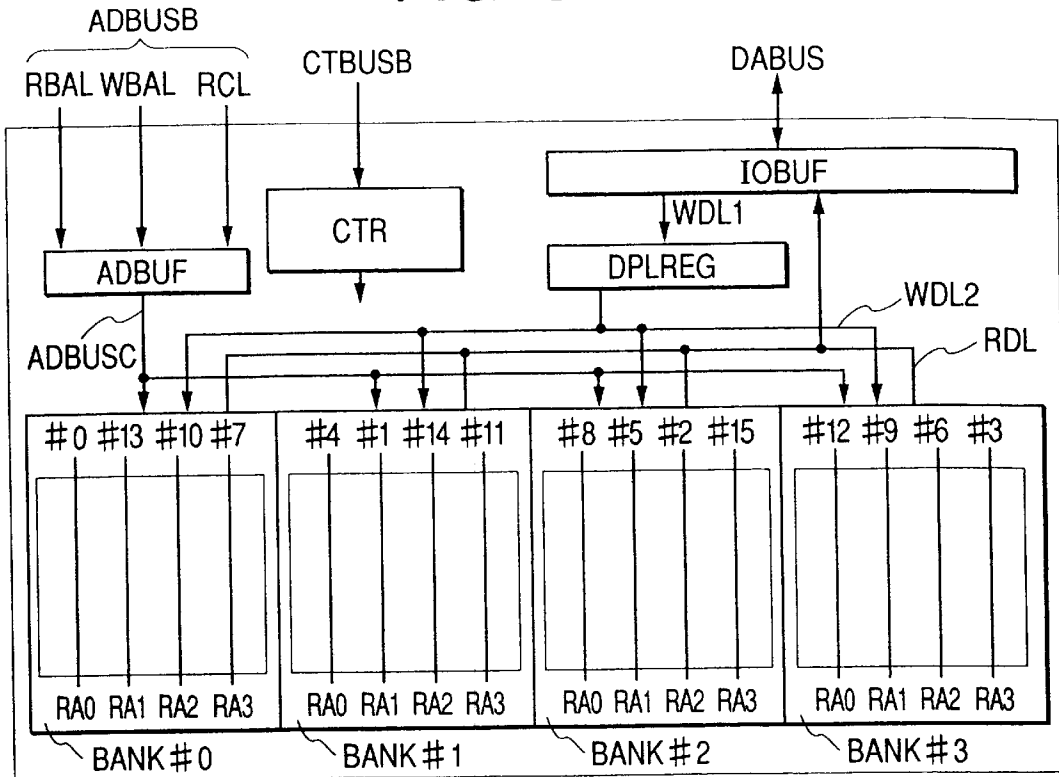 ADBUSB
RBAL WBAL RCL
CTBUSB
DABUS
IOBUF
CTR
WDL1
ADBUF
DPLREG
WDL2
ADBUSC
RDL
#0 #13 #10 #7
#4 #1 #14 #11
#8 #5 #2 #15
#12 #9 #6 #3
RA0 RA1 RA2 RA3
RA0 RA1 RA2 RA3
RA0 RA1 RA2 RA3
RA0 RA1 RA2 RA3
BANK #0
BANK #1
BANK #2
BANK #3